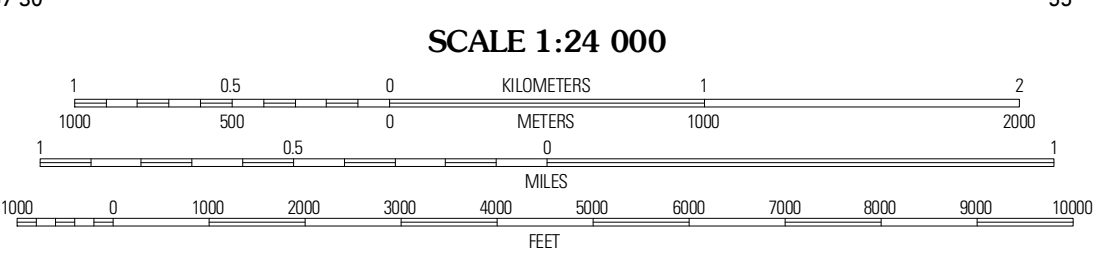 SCALE 1:24 000
1 0.5 0 KILOMETERS 1 2
1000 500 0 METERS 1000 2000
1 0.5 0 1
MILES
1000 0 1000 2000 3000 4000 5000 6000 7000 8000 9000 10000
FEET